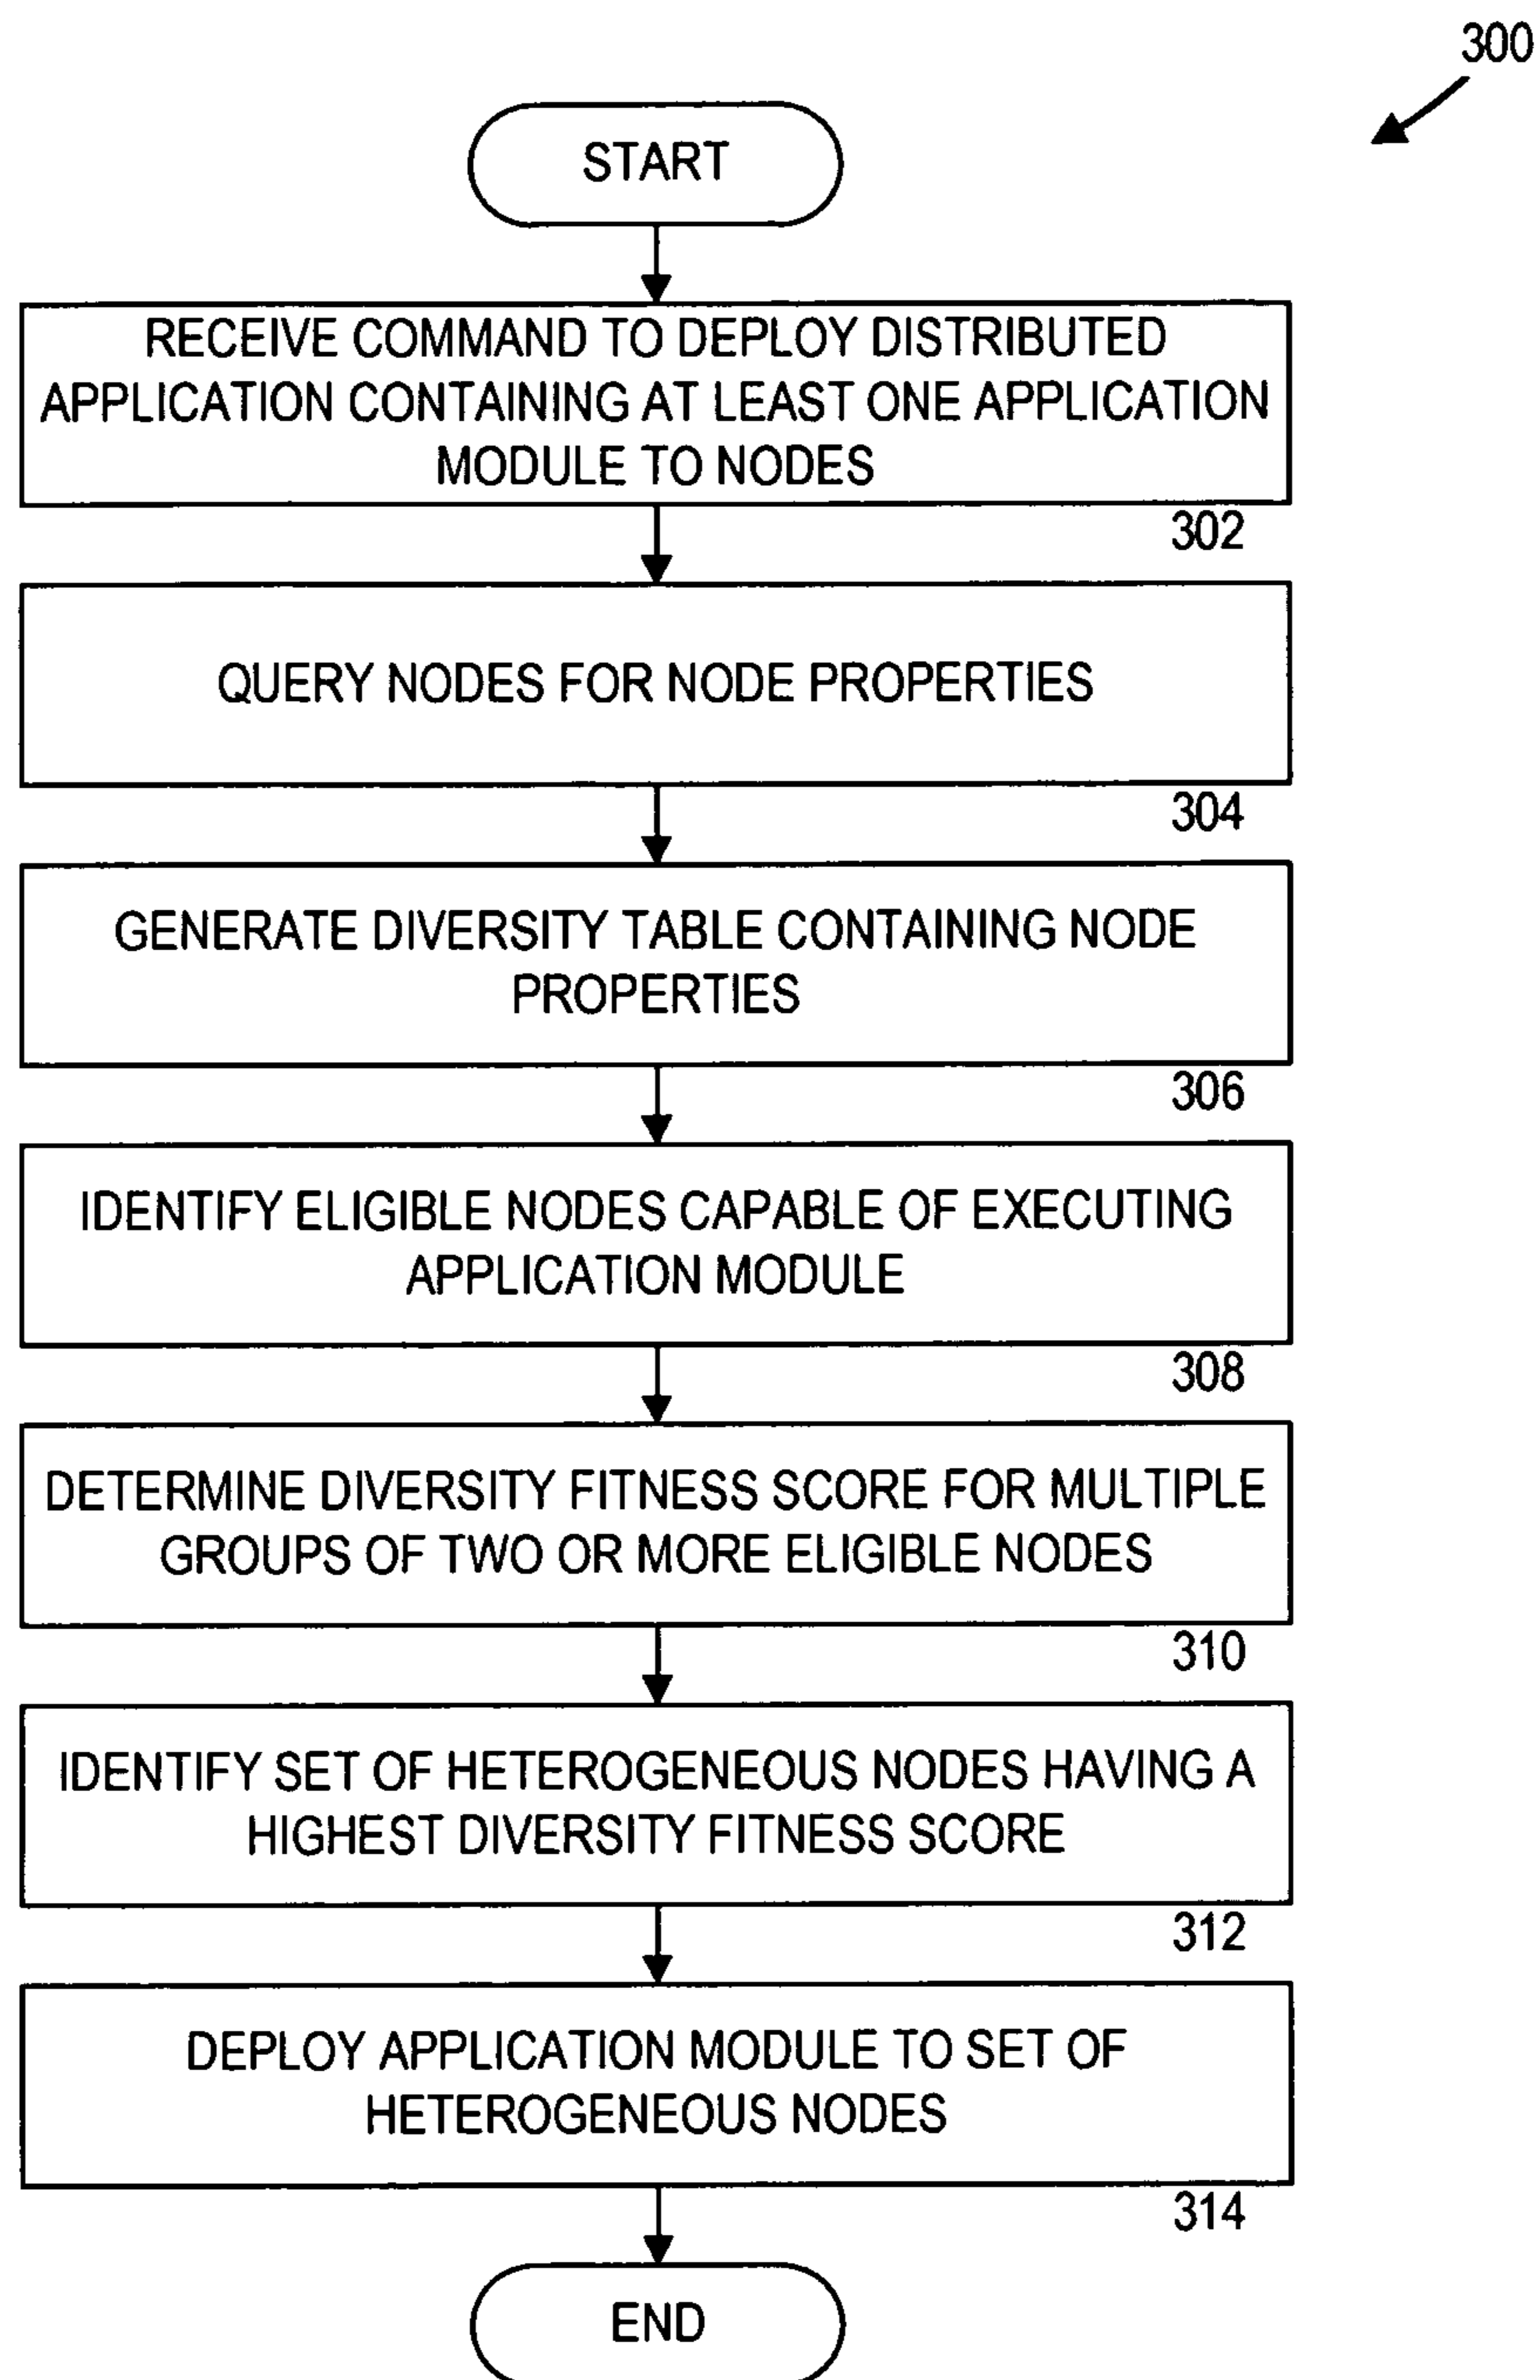 300
START
RECEIVE COMMAND TO DEPLOY DISTRIBUTED
APPLICATION CONTAINING AT LEAST ONE APPLICATION
MODULE TO NODES
302
QUERY NODES FOR NODE PROPERTIES
304
GENERATE DIVERSITY TABLE CONTAINING NODE
PROPERTIES
306
IDENTIFY ELIGIBLE NODES CAPABLE OF EXECUTING
APPLICATION MODULE
308
DETERMINE DIVERSITY FITNESS SCORE FOR MULTIPLE
GROUPS OF TWO OR MORE ELIGIBLE NODES
310
IDENTIFY SET OF HETEROGENEOUS NODES HAVING A
HIGHEST DIVERSITY FITNESS SCORE
312
DEPLOY APPLICATION MODULE TO SET OF
HETEROGENEOUS NODES
314
END